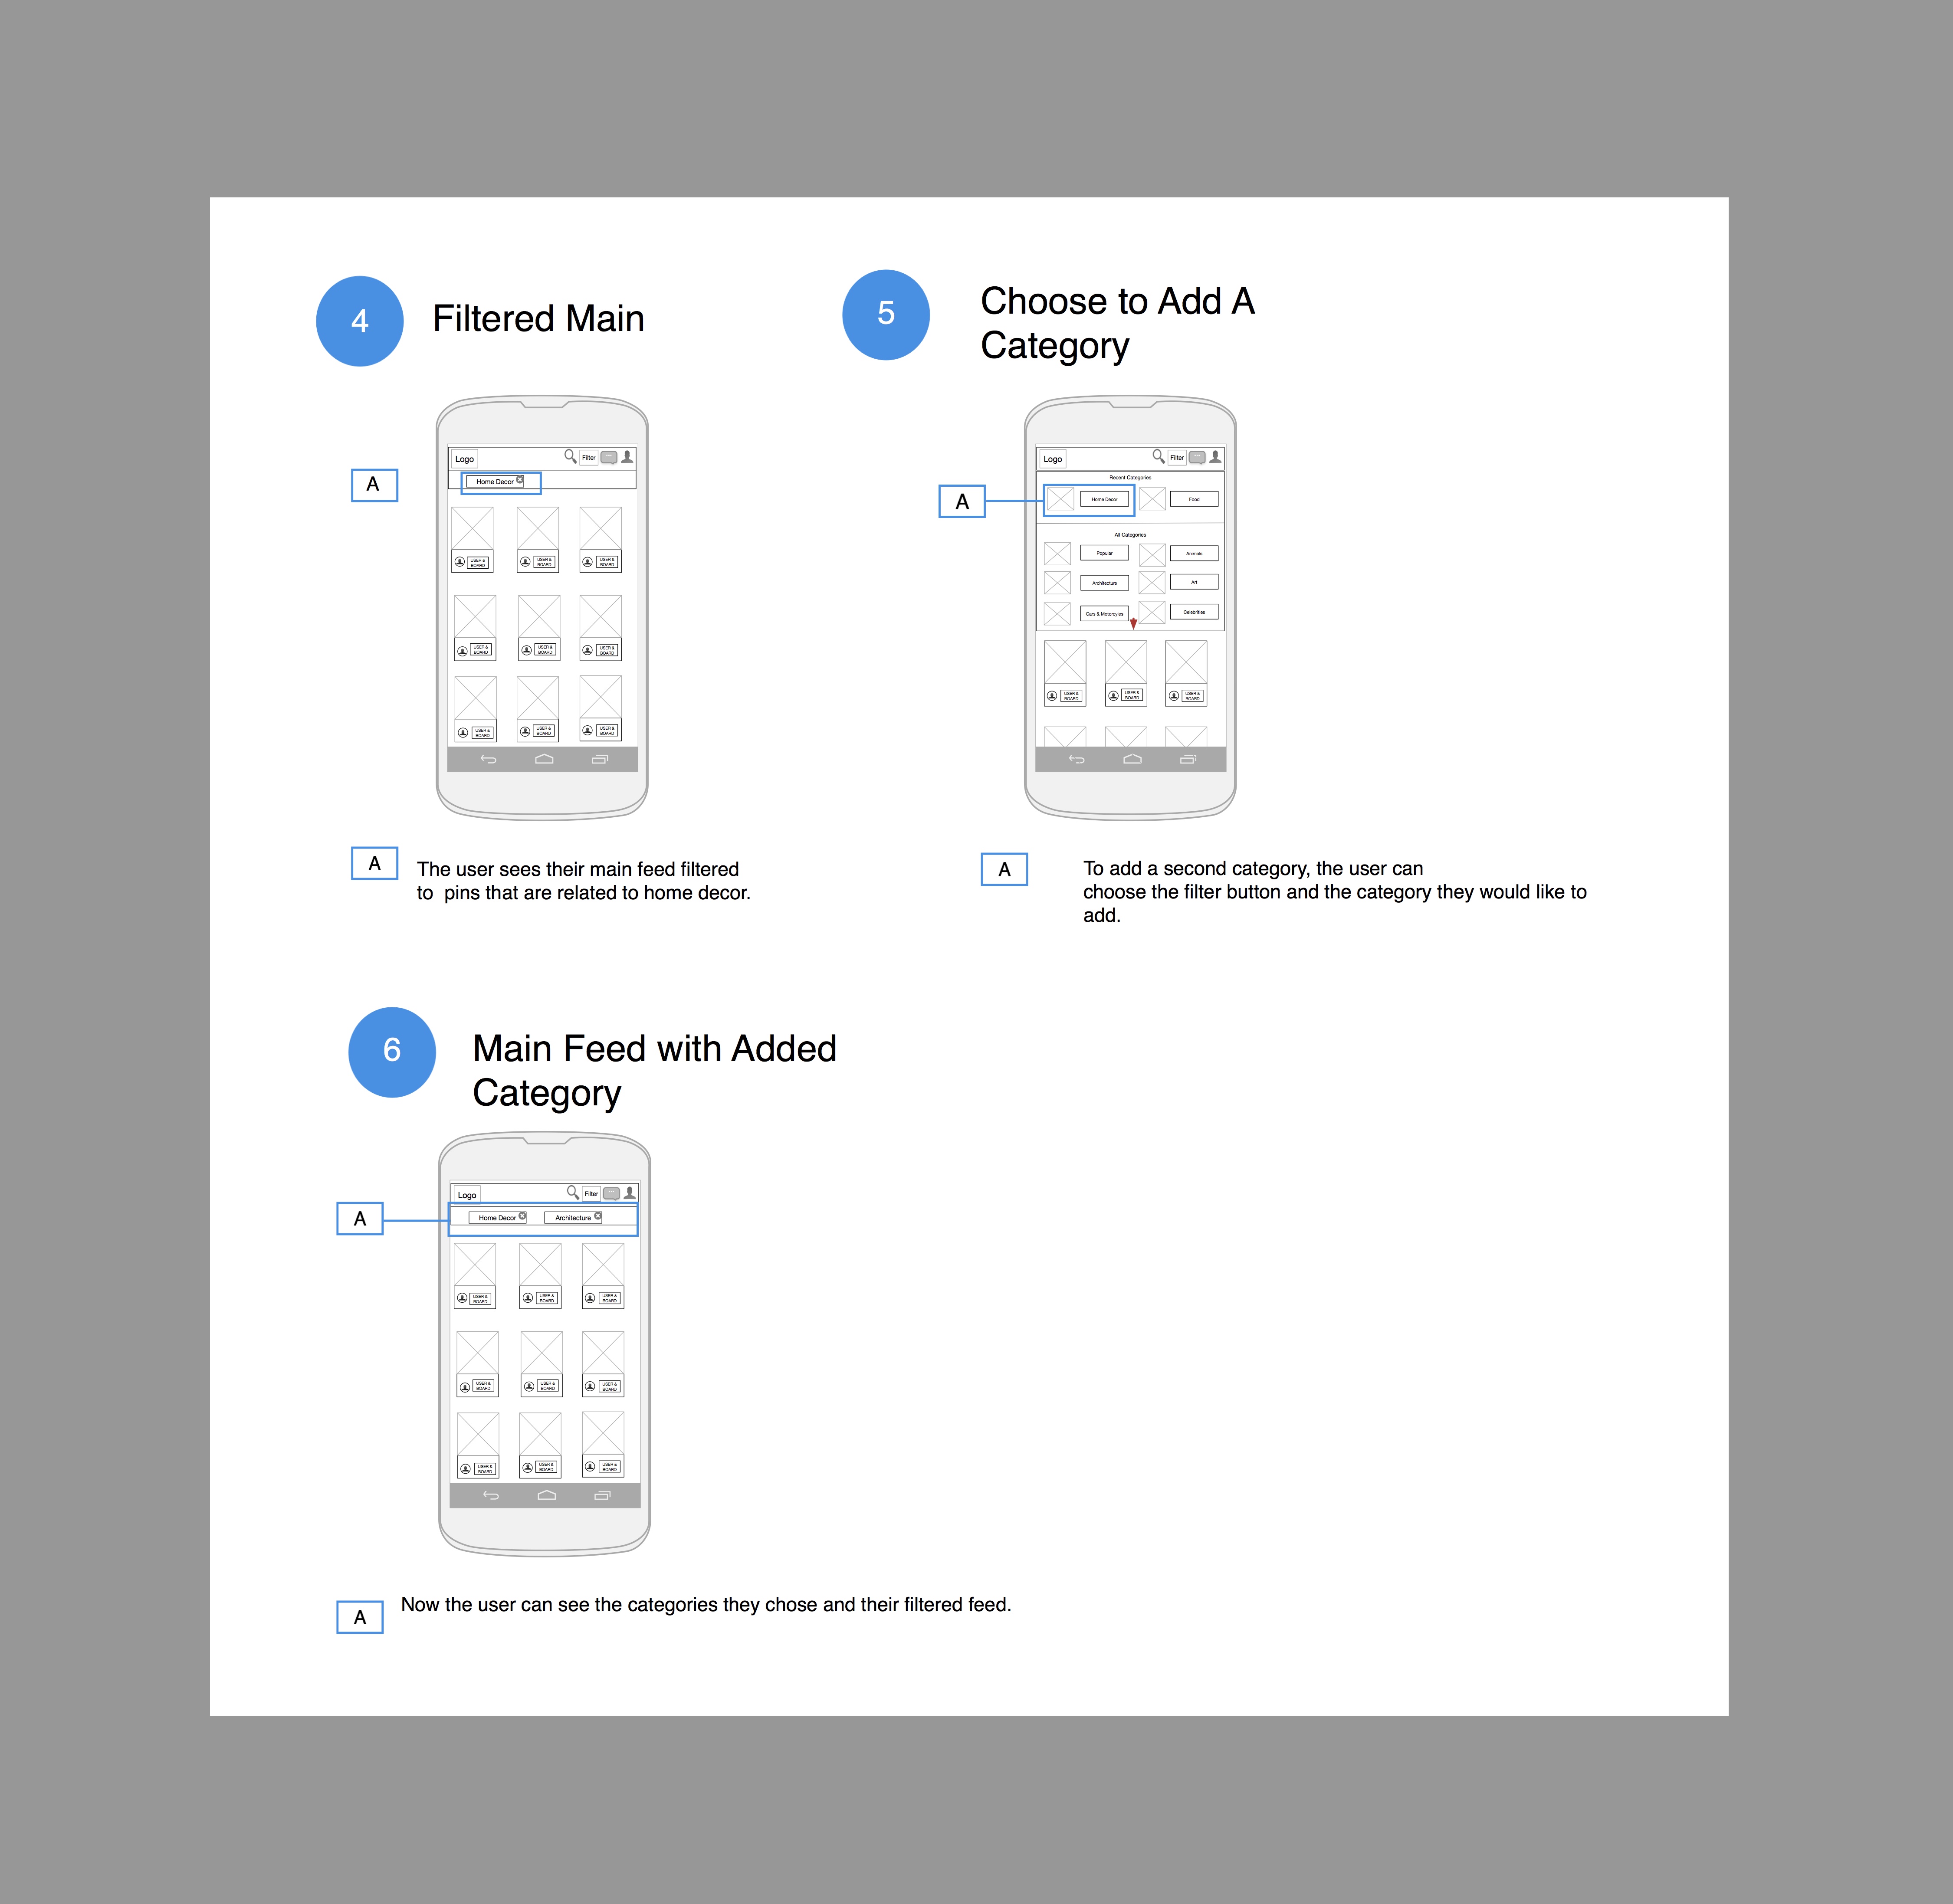 4
Filtered Main
5
Choose to Add A
Category
Logo
Filter
Home Decor
A
USER &
BOARD
USER &
BOARD
USER &
BOARD
USER &
BOARD
USER &
BOARD
USER &
BOARD
USER &
BOARD
USER &
BOARD
USER &
BOARD
Logo
Filter
Recent Categories
A
Home Decor
Food
All Categories
Popular
Animals
Architecture
Art
Cars & Motorcyles
Celebrities
USER &
BOARD
USER &
BOARD
USER &
BOARD
A
The user sees their main feed filtered
to  pins that are related to home decor.
A
To add a second category, the user can
choose the filter button and the category they would like to
add.
6
Main Feed with Added
Category
Logo
Filter
A
Home Decor
Architecture
USER &
BOARD
USER &
BOARD
USER &
BOARD
USER &
BOARD
USER &
BOARD
USER &
BOARD
USER &
BOARD
USER &
BOARD
USER &
BOARD
A
Now the user can see the categories they chose and their filtered feed.